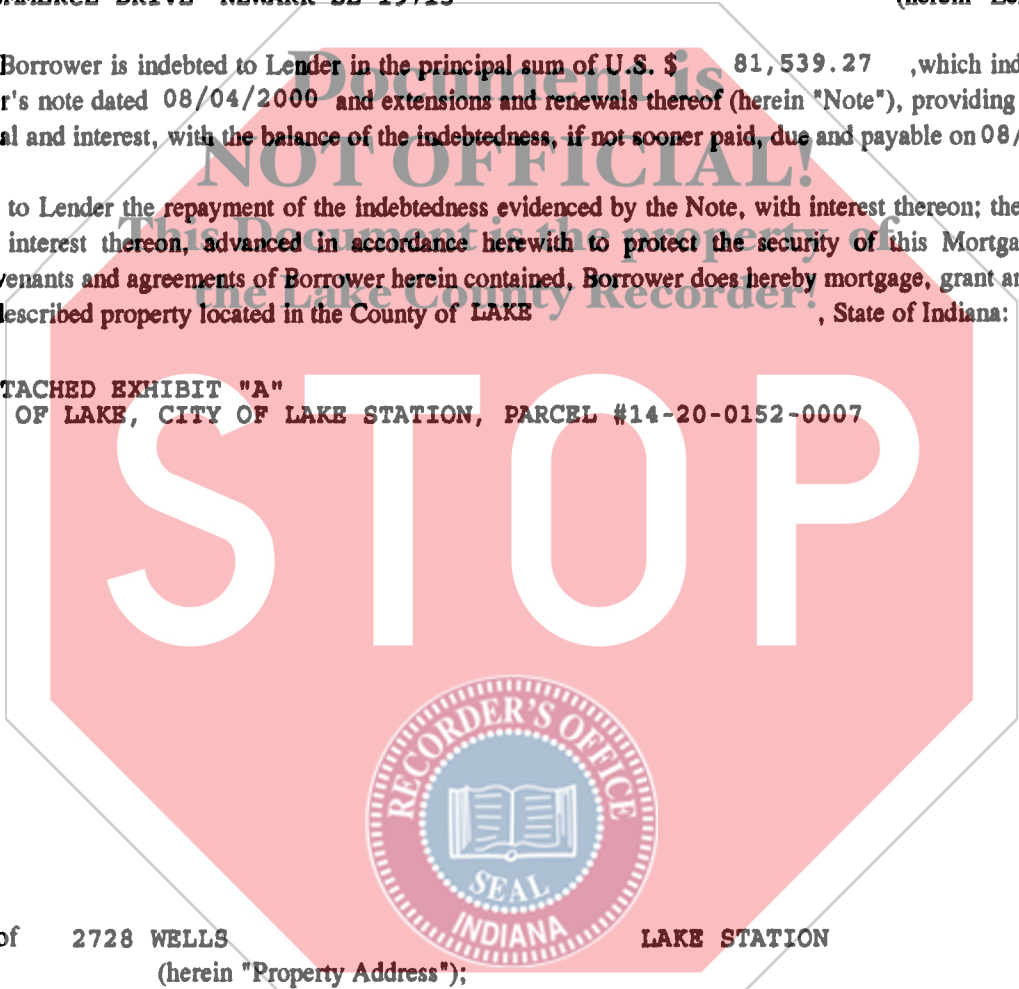 COMMERCE DRIVE NEWARK DE 19713 (herein
Borrower is indebted to Lender in the principal sum of U.S. $ 81,539.27 ,which ind
r's note dated 08/04/2000 and extensions and renewals thereof (herein "Note"), providing
al and interest, with the balance of the indebtedness, if not sooner paid, due and payable on 08/
to Lender the repayment of the indebtedness evidenced by the Note, with interest thereon; the
interest thereon, advanced in accordance herewith to protect the security of this Mortga
venants and agreements of Borrower herein contained, Borrower does hereby mortgage, grant an
escribed property located in the County of LAKE , State of Indiana:
TACHED EXHIBIT "A"
OF LAKE, CITY OF LAKE STATION, PARCEL #14-20-0152-0007
of 2728 WELLS LAKE STATION
(herein "Property Address");
Document is
NOT OFFICIAL!
This Document is the property of
the Lake County Recorder!
STOP
RECORDER'S OFFICE
SEAL
INDIANA